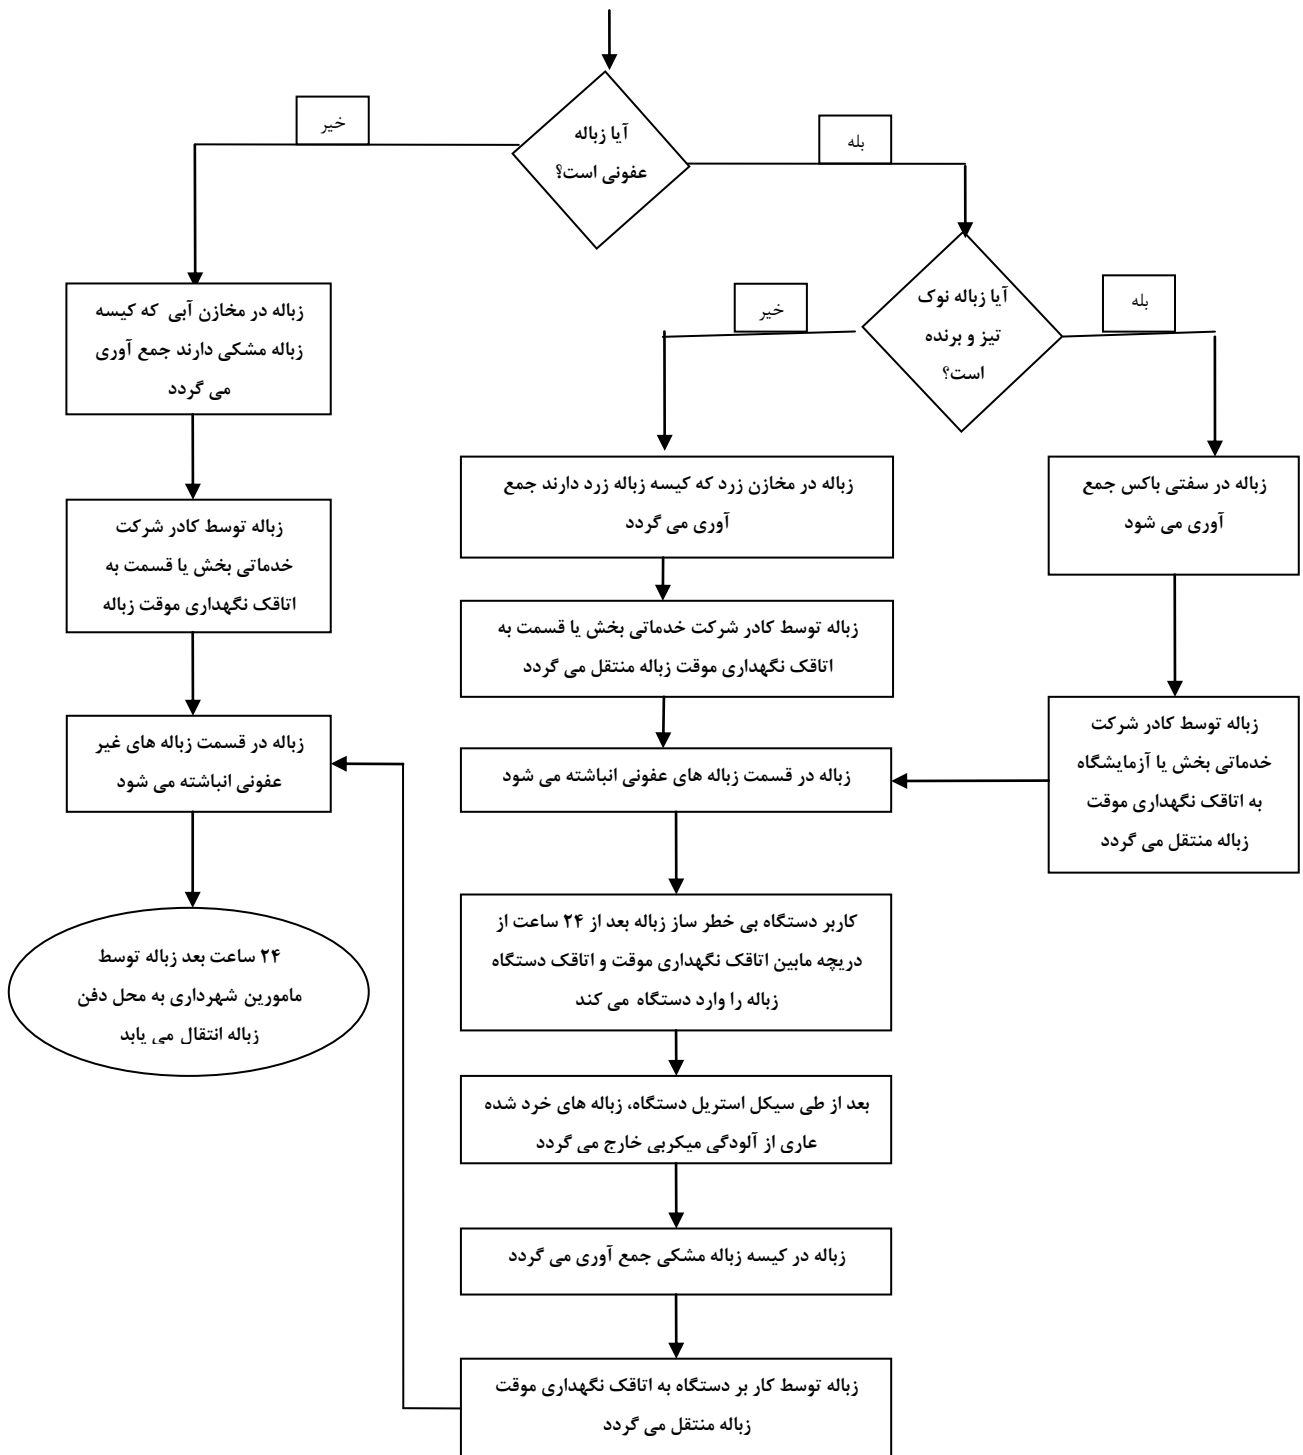 آیا زباله
عفونی است؟
خیر
بله
آیا زباله نوک
تیز و برنده
است؟
بله
خیر
زباله در مخازن آبی که کیسه
زباله مشکی دارند جمع آوری
می گردد
زباله توسط کادر شرکت
خدماتی بخش یا قسمت به
اتاقک نگهداری موقت زباله
زباله در قسمت زباله های غیر
عفونی انباشته می شود
۲۴ ساعت بعد زباله توسط
مامورین شهرداری به محل دفن
زباله انتقال می یابد
زباله در مخازن زرد که کیسه زباله زرد دارند جمع
آوری می گردد
زباله توسط کادر شرکت خدماتی بخش یا قسمت به
اتاقک نگهداری موقت زباله منتقل می گردد
زباله در سفتی باکس جمع
آوری می شود
زباله توسط کادر شرکت
خدماتی بخش یا آزمایشگاه
به اتاقک نگهداری موقت
زباله منتقل می گردد
زباله در قسمت زباله های عفونی انباشته می شود
کاربر دستگاه بی خطر ساز زباله بعد از ۲۴ ساعت از
دریچه مابین اتاقک نگهداری موقت و اتاقک دستگاه
زباله را وارد دستگاه می کند
بعد از طی سیکل استریل دستگاه، زباله های خرد شده
عاری از آلودگی میکربی خارج می گردد
زباله در کیسه زباله مشکی جمع آوری می گردد
زباله توسط کار بر دستگاه به اتاقک نگهداری موقت
زباله منتقل می گردد